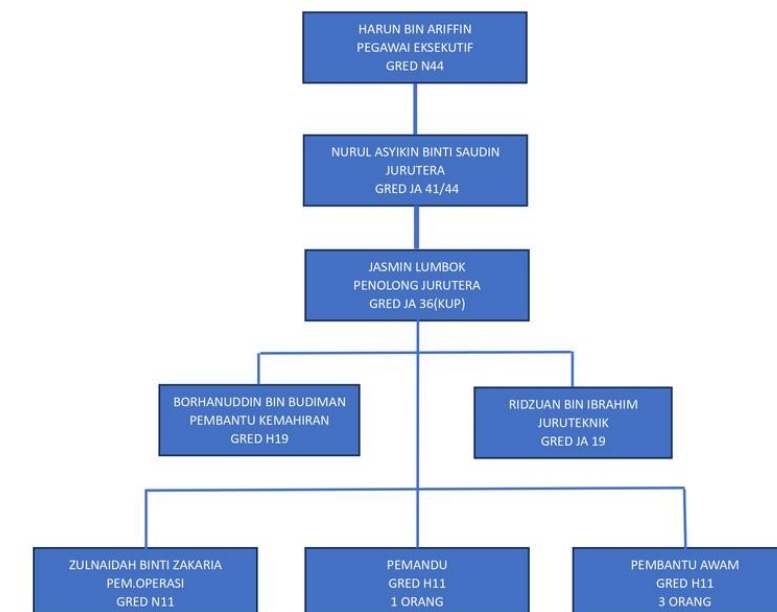 HARUN BIN ARIFFIN
PEGAWAI EKSEKUTIF
GRED N44
NURUL ASYIKIN BINTI SAUDIN
JURUTERA
GRED JA 41/44
JASMIN LUMBOK
PENOLONG JURUTERA
GRED JA 36(KUP)
BORHANUDDIN BIN BUDIMAN
PEMBANTU KEMAHIRAN
GRED H19
RIDZUAN BIN IBRAHIM
JURUTEKNIK
GRED JA 19
ZULNAIDAH BINTI ZAKARIA
PEM.OPERASI
GRED N11
PEMANDU
GRED H11
1 ORANG
PEMBANTU AWAM
GRED H11
3 ORANG